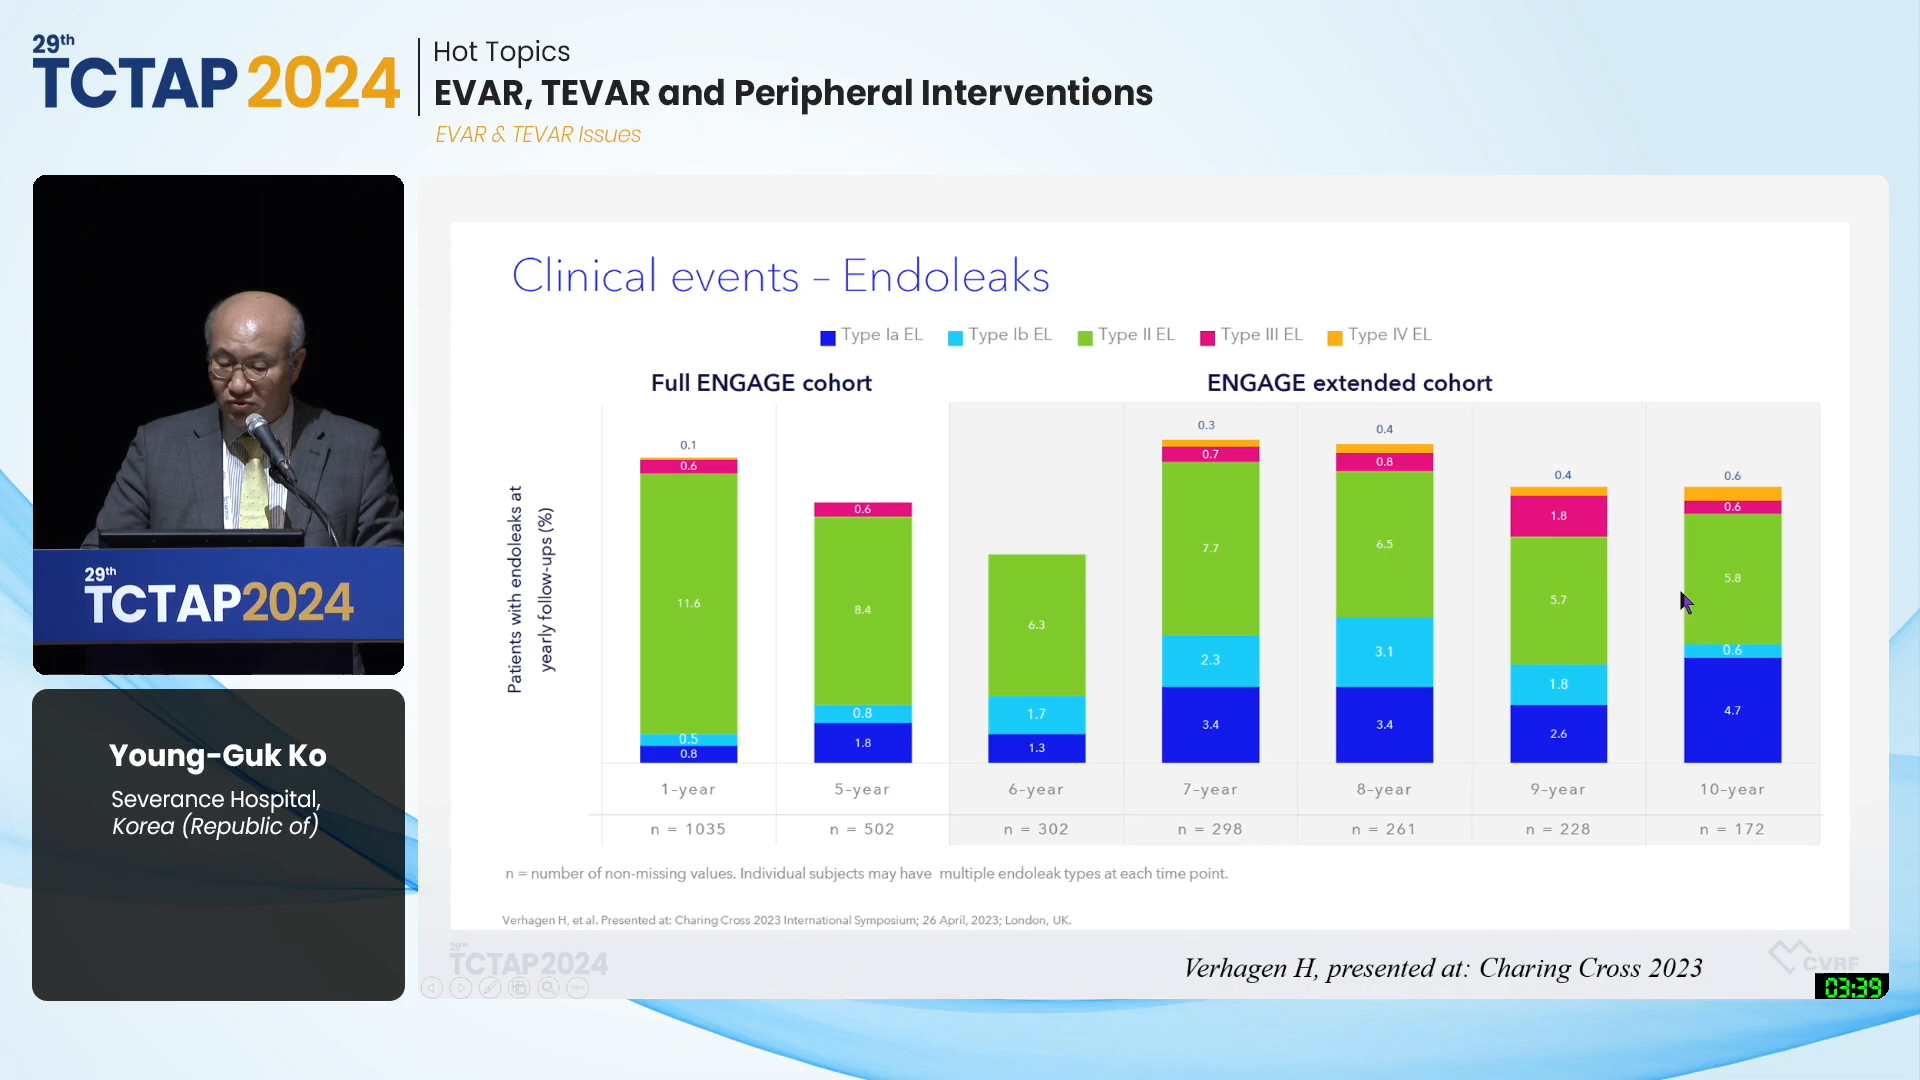 29th
TCTAP 2024
Hot Topics
EVAR, TEVAR and Peripheral Interventions
EVAR & TEVAR Issues
29th
TCTAP2024
Young-Guk Ko
Severance Hospital,
Korea (Republic of)
Clinical events – Endoleaks
Type Ia EL Type Ib EL Type II EL Type III EL Type IV EL
Full ENGAGE cohort
ENGAGE extended cohort
Patients with endoleaks at
yearly follow-ups (%)
0.1
0.6
11.6
0.5
0.8
0.6
8.4
0.8
1.8
6.3
1.7
1.3
0.3
0.7
7.7
2.3
3.4
0.4
0.8
6.5
3.1
3.4
0.4
1.8
5.7
1.8
2.6
0.6
0.6
5.8
0.6
4.7
1-year 5-year 6-year 7-year 8-year 9-year 10-year
n = 1035 n = 502 n = 302 n = 298 n = 261 n = 228 n = 172
n = number of non-missing values. Individual subjects may have multiple endoleak types at each time point.
Verhagen H, et al. Presented at: Charing Cross 2023 International Symposium; 26 April, 2023; London, UK.
29th
TCTAP2024
Verhagen H, presented at: Charing Cross 2023
CVRF
03:39